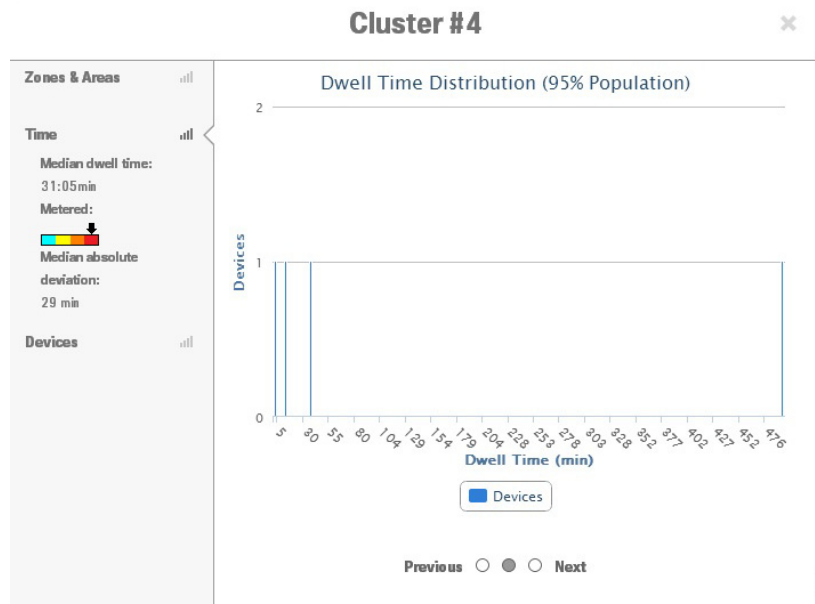 Cluster #4
×
Zones & Areas
Time
Median dwell time:
31:05min
Metered:
Median absolute
deviation:
29 min
Devices
Dwell Time Distribution (95% Population)
2
1
0
Devices
5 30 55 80 104 129 154 179 204 228 253 278 303 328 352 377 402 427 452 476
Dwell Time (min)
Devices
Previous Next